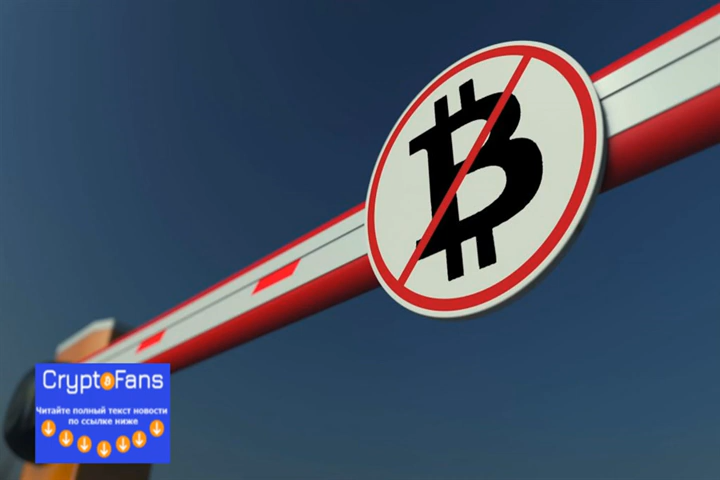 CryptoFans
Читайте полный текст новости
по ссылке ниже